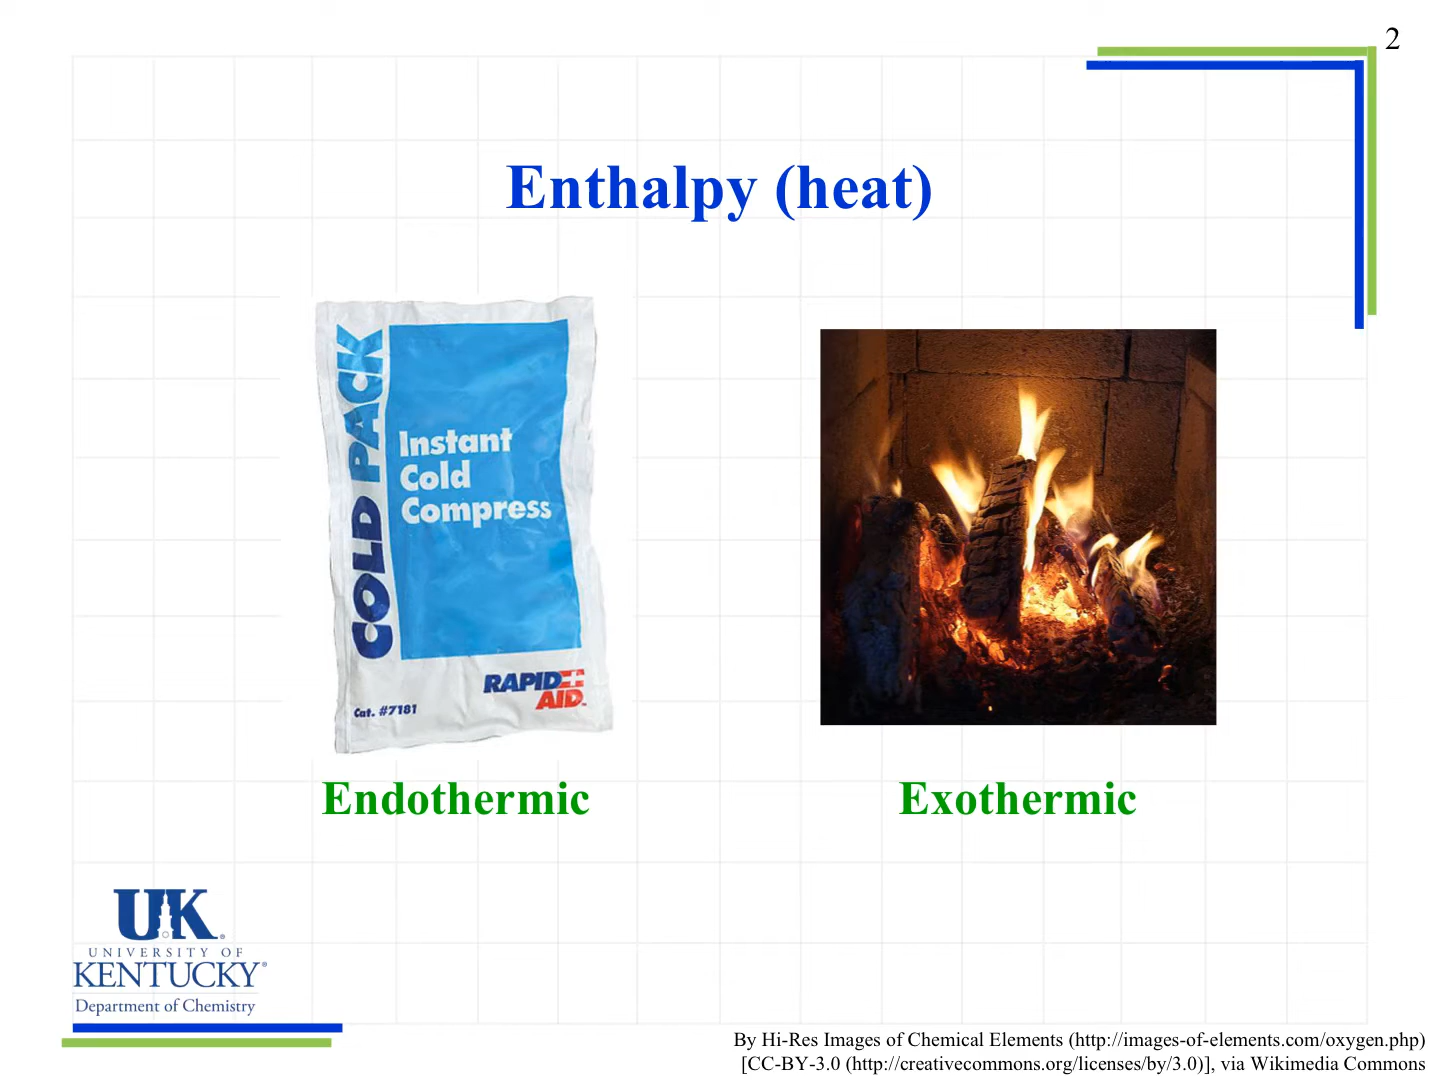 2
Enthalpy (heat)
COLD PACK
Instant
Cold
Compress
RAPID
AID
Cat. #7181
Endothermic
Exothermic
UK
UNIVERSITY OF
KENTUCKY®
Department of Chemistry
By Hi-Res Images of Chemical Elements (http://images-of-elements.com/oxygen.php)
[CC-BY-3.0 (http://creativecommons.org/licenses/by/3.0)], via Wikimedia Commons